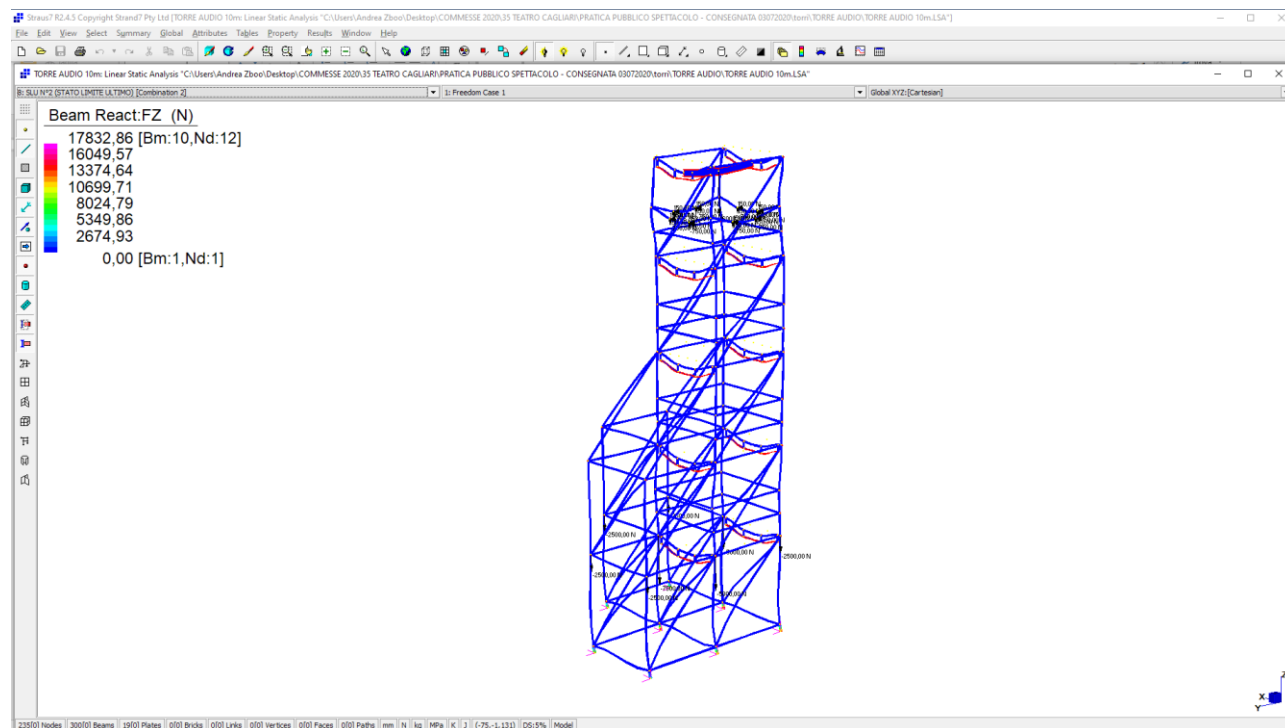 Straus7 R2.4.5 Copyright Strand7 Pty Ltd [TORRE AUDIO 10m: Linear Static Analysis "C:\Users\Andrea Zboo\Desktop\COMMESSE 2020\35 TEATRO CAGLIARI\PRATICA PUBBLICO SPETTACOLO - CONSEGNATA 03072020\torri\TORRE AUDIO\TORRE AUDIO 10m.LSA"]
File Edit View Select Summary Global Attributes Tables Property Results Window Help
TORRE AUDIO 10m: Linear Static Analysis "C:\Users\Andrea Zboo\Desktop\COMMESSE 2020\35 TEATRO CAGLIARI\PRATICA PUBBLICO SPETTACOLO - CONSEGNATA 03072020\torri\TORRE AUDIO\TORRE AUDIO 10m.LSA"
8: SLU N°2 (STATO LIMITE ULTIMO) [Combination 2] 1: Freedom Case 1 Global XYZ:[Cartesian]
Beam React:FZ (N)
17832,86 [Bm:10,Nd:12]
16049,57
13374,64
10699,71
8024,79
5349,86
2674,93
0,00 [Bm:1,Nd:1]
-2500,00 N
-2500,00 N
-2500,00 N
-2500,00 N
Z
X
Y
235[0] Nodes 300[0] Beams 19[0] Plates 0[0] Bricks 0[0] Links 0[0] Vertices 0[0] Faces 0[0] Paths mm N kg MPa K J (-75,-1.131) DS:5% Model